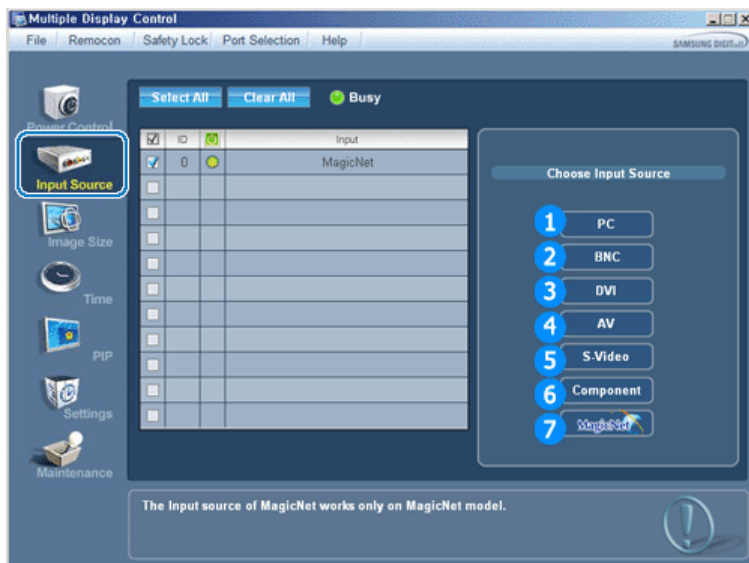 Multiple Display Control
File Remocon Safety Lock Port Selection Help
SAMSUNG DIGITall
Select All Clear All Busy
Power Control
Input Source
Image Size
Time
PIP
Settings
Maintenance
ID Input
0 MagicNet
Choose Input Source
1 PC
2 BNC
3 DVI
4 AV
5 S-Video
6 Component
7 MagicNet
The Input source of MagicNet works only on MagicNet model.